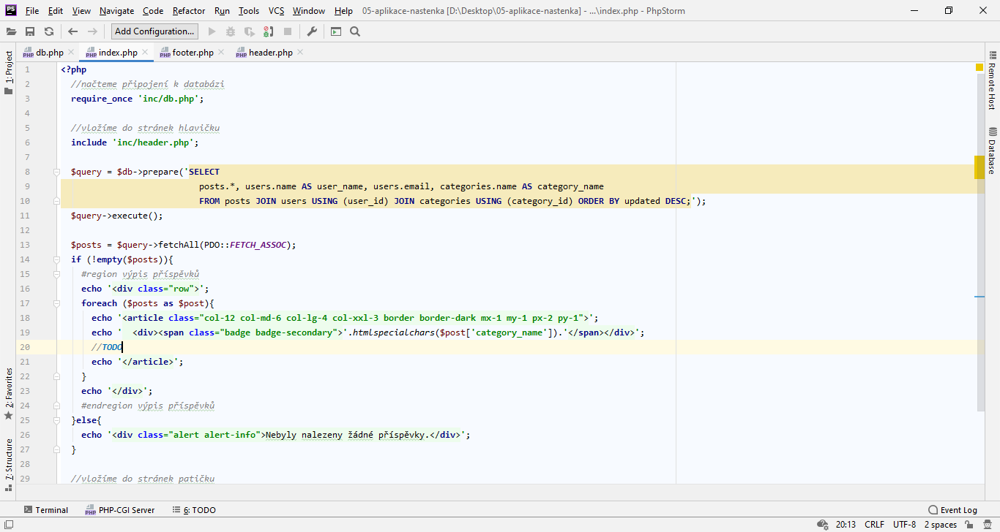 PS File Edit View Navigate Code Refactor Run Tools VCS Window Help 05-aplikace-nastenka [D:\Desktop\05-aplikace-nastenka] - ...\index.php - PhpStorm
Add Configuration...
PHP db.php PHP index.php PHP footer.php PHP header.php
1: Project
2: Favorites
7: Structure
1 <?php
2 //načteme připojení k databázi
3 require_once 'inc/db.php';
4
5 //vložíme do stránek hlavičku
6 include 'inc/header.php';
7
8 $query = $db->prepare('SELECT
9 posts.*, users.name AS user_name, users.email, categories.name AS category_name
10 FROM posts JOIN users USING (user_id) JOIN categories USING (category_id) ORDER BY updated DESC;');
11 $query->execute();
12
13 $posts = $query->fetchAll(PDO::FETCH_ASSOC);
14 if (!empty($posts)){
15 #region výpis příspěvků
16 echo '<div class="row">';
17 foreach ($posts as $post){
18 echo '<article class="col-12 col-md-6 col-lg-4 col-xxl-3 border border-dark mx-1 my-1 px-2 py-1">';
19 echo '  <div><span class="badge badge-secondary">'.htmlspecialchars($post['category_name']).'</span></div>';
20 //TODO
21 echo '</article>';
22 }
23 echo '</div>';
24 #endregion výpis příspěvků
25 }else{
26 echo '<div class="alert alert-info">Nebyly nalezeny žádné příspěvky.</div>';
27 }
28
29 //vložíme do stránek patičku
Remote Host
Database
Terminal PHP PHP-CGI Server 6: TODO Event Log
20:13 CRLF UTF-8 2 spaces